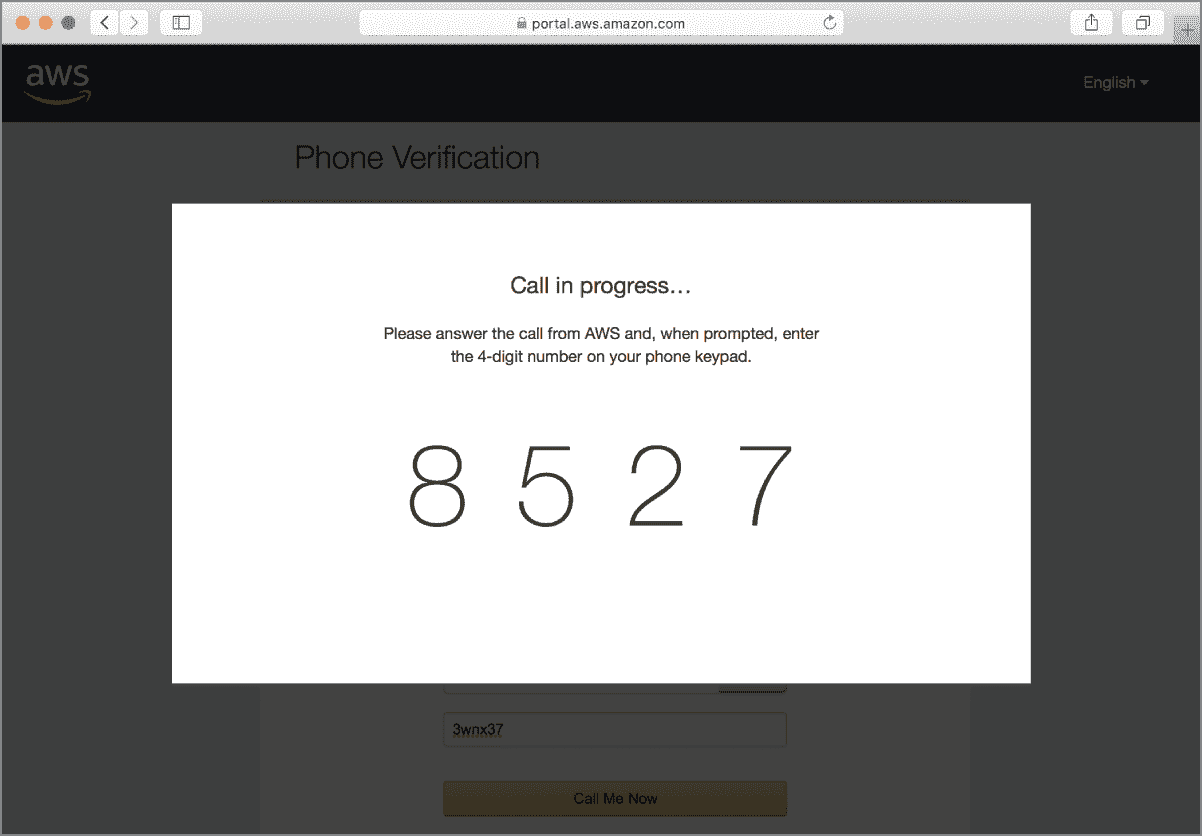 portal.aws.amazon.com
aws
English
Phone Verification
Call in progress...
Please answer the call from AWS and, when prompted, enter
the 4-digit number on your phone keypad.
8 5 2 7
3wnx37
Call Me Now